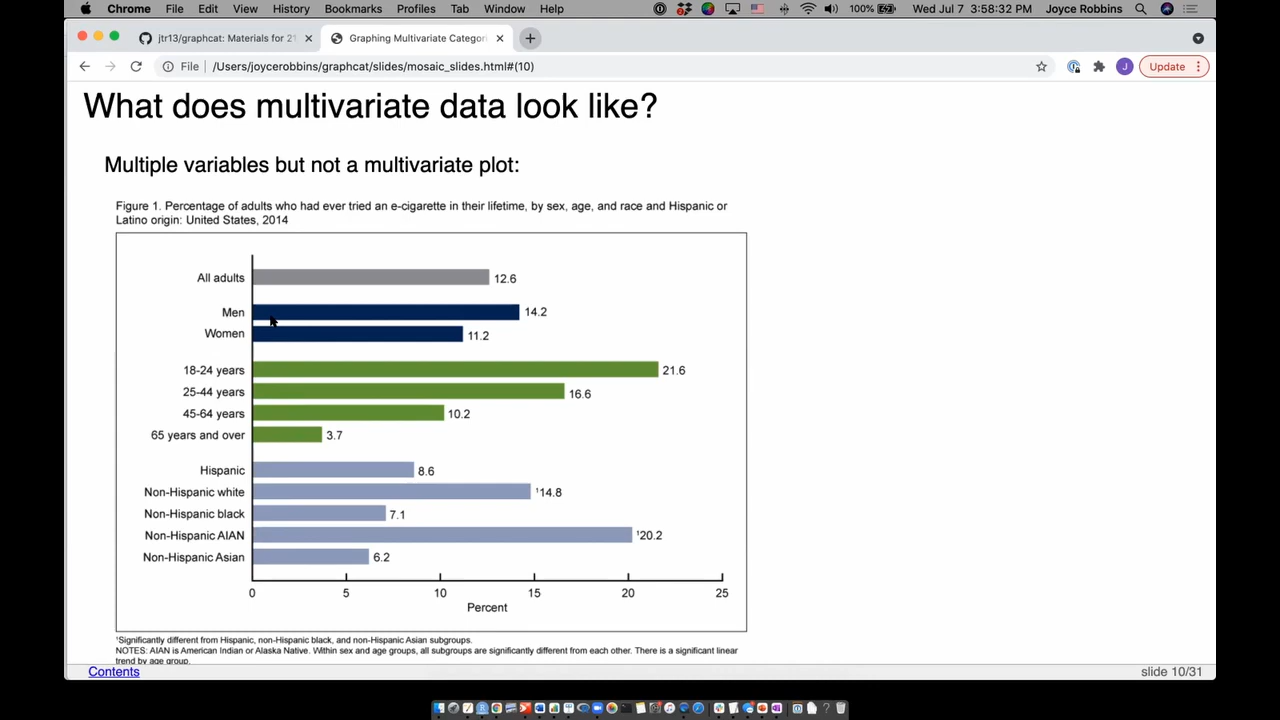 Chrome File Edit View History Bookmarks Profiles Tab Window Help 100% Wed Jul 7 3:58:32 PM Joyce Robbins
jtr13/graphcat: Materials for 21 Graphing Multivariate Categori
File /Users/joycerobbins/graphcat/slides/mosaic_slides.html#(10) J Update
What does multivariate data look like?
Multiple variables but not a multivariate plot:
Figure 1. Percentage of adults who had ever tried an e-cigarette in their lifetime, by sex, age, and race and Hispanic or
Latino origin: United States, 2014
All adults 12.6
Men 14.2
Women 11.2
18-24 years 21.6
25-44 years 16.6
45-64 years 10.2
65 years and over 3.7
Hispanic 8.6
Non-Hispanic white ¹14.8
Non-Hispanic black 7.1
Non-Hispanic AIAN ¹20.2
Non-Hispanic Asian 6.2
0 5 10 15 20 25
Percent
¹Significantly different from Hispanic, non-Hispanic black, and non-Hispanic Asian subgroups.
NOTES: AIAN is American Indian or Alaska Native. Within sex and age groups, all subgroups are significantly different from each other. There is a significant linear
trend by age group.
Contents slide 10/31